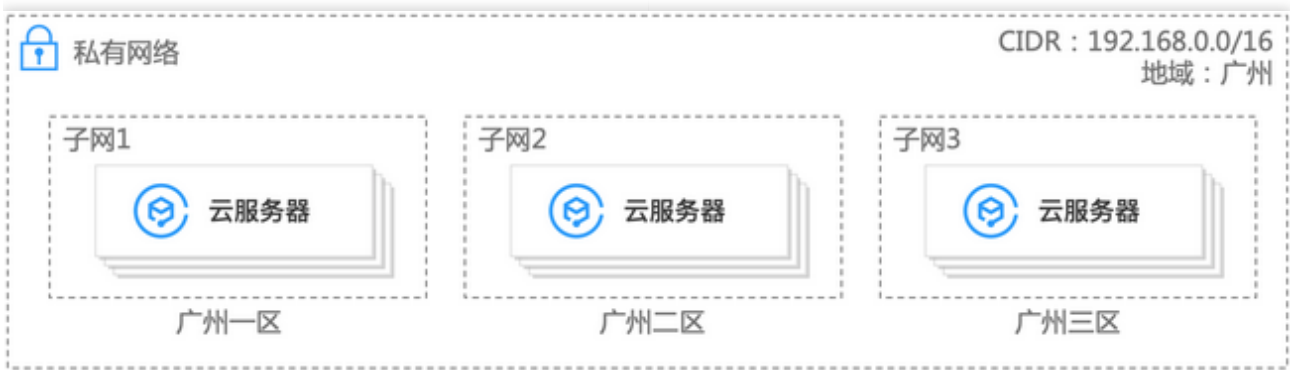 私有网络
CIDR：192.168.0.0/16
地域：广州
子网1
云服务器
广州一区
子网2
云服务器
广州二区
子网3
云服务器
广州三区